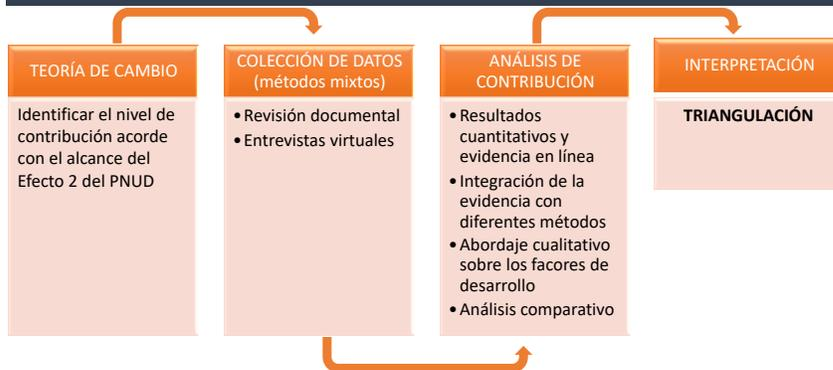 TEORÍA DE CAMBIO
Identificar el nivel de
contribución acorde
con el alcance del
Efecto 2 del PNUD
COLECCIÓN DE DATOS
(métodos mixtos)
• Revisión documental
• Entrevistas virtuales
ANÁLISIS DE
CONTRIBUCIÓN
• Resultados
cuantitativos y
evidencia en línea
• Integración de la
evidencia con
diferentes métodos
• Abordaje cualitativo
sobre los facores de
desarrollo
• Análisis comparativo
INTERPRETACIÓN
TRIANGULACIÓN